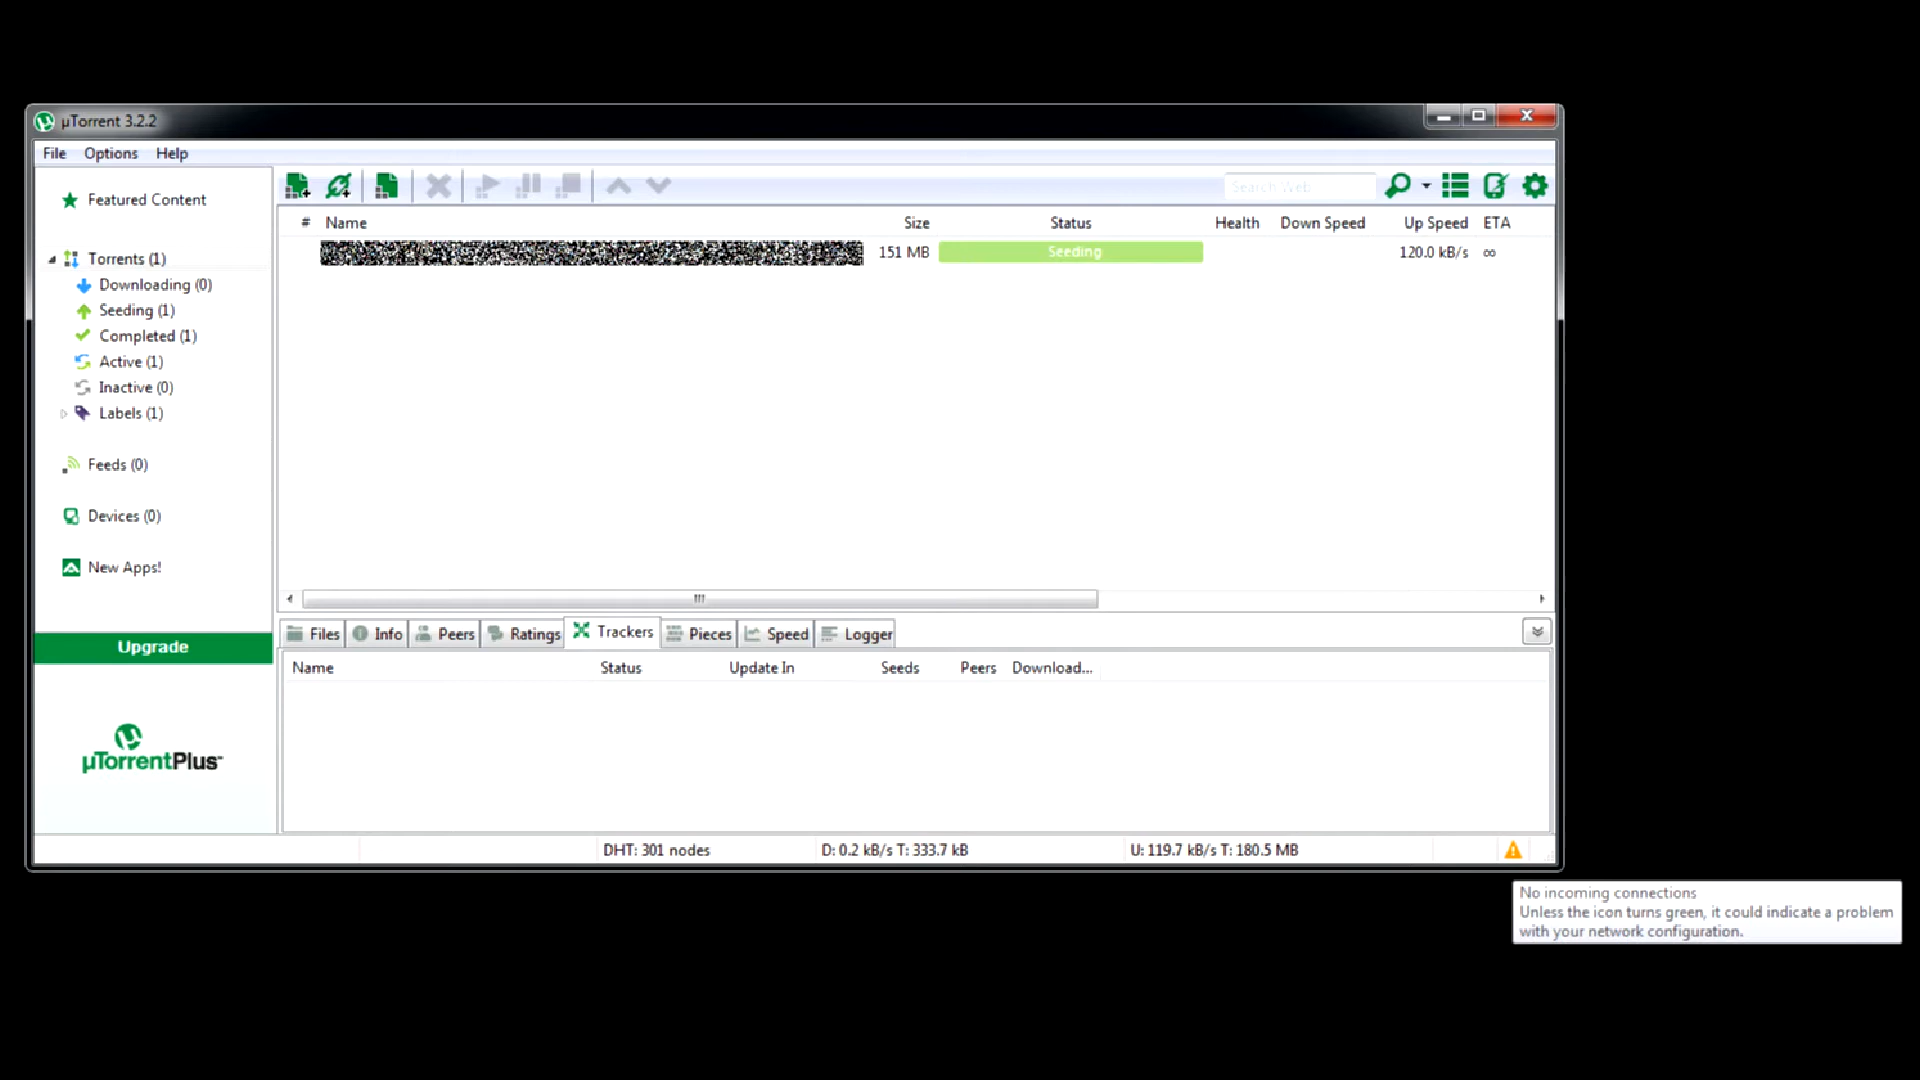 µTorrent 3.2.2
File Options Help
Featured Content
Torrents (1)
Downloading (0)
Seeding (1)
Completed (1)
Active (1)
Inactive (0)
Labels (1)
Feeds (0)
Devices (0)
New Apps!
Upgrade
µTorrentPlus
Search Web
# Name Size Status Health Down Speed Up Speed ETA
151 MB Seeding 120.0 kB/s ∞
Files Info Peers Ratings Trackers Pieces Speed Logger
Name Status Update In Seeds Peers Download...
DHT: 301 nodes D: 0.2 kB/s T: 333.7 kB U: 119.7 kB/s T: 180.5 MB
No incoming connections
Unless the icon turns green, it could indicate a problem
with your network configuration.